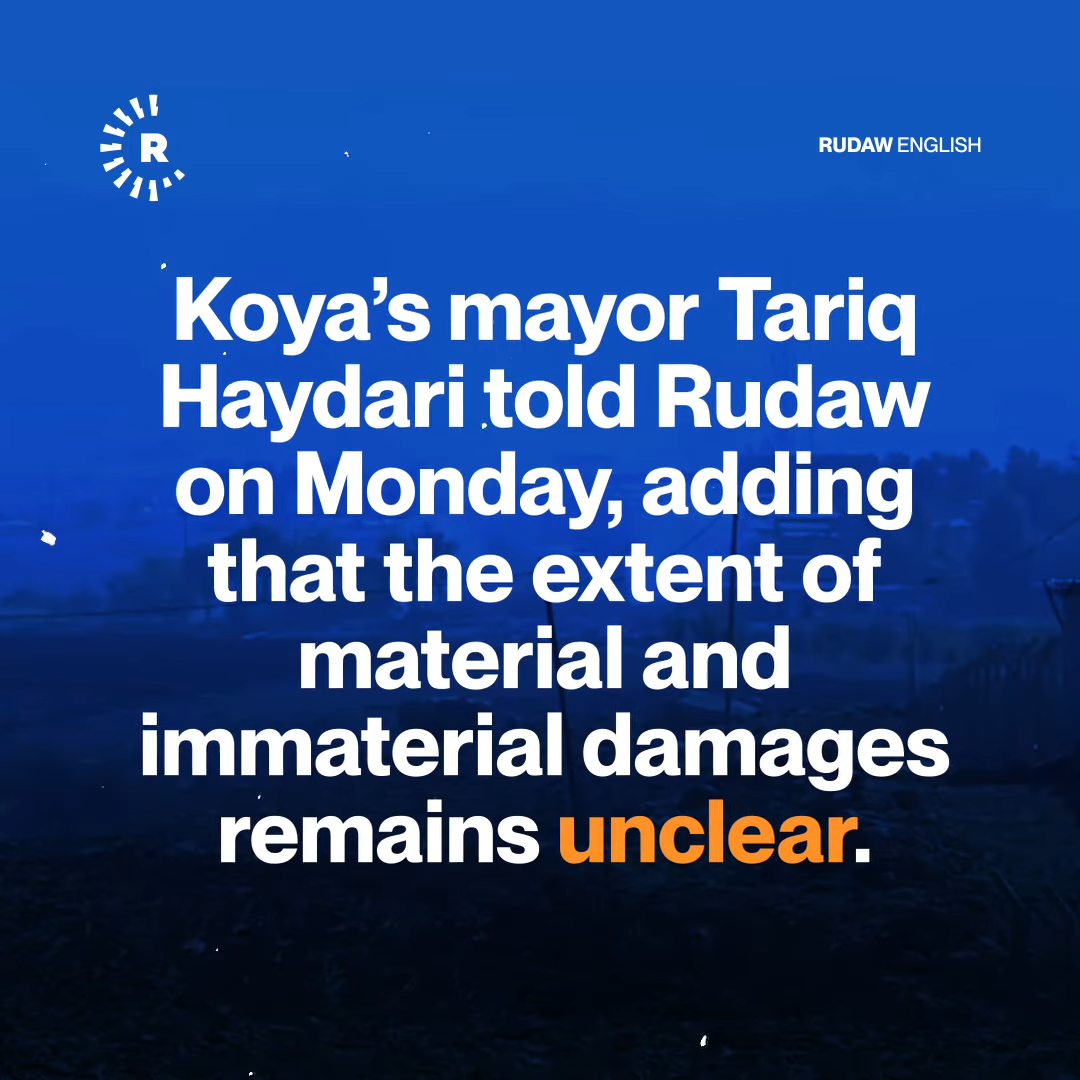 R
RUDAW ENGLISH
Koya’s mayor Tariq
Haydari told Rudaw
on Monday, adding
that the extent of
material and
immaterial damages
remains unclear.